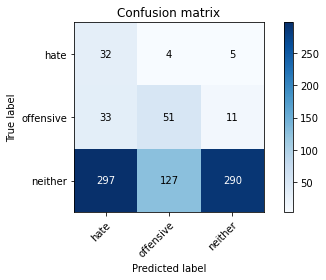 Confusion matrix
True label
hate 32 4 5
offensive 33 51 11
neither 297 127 290
hate offensive neither
Predicted label
250
200
150
100
50